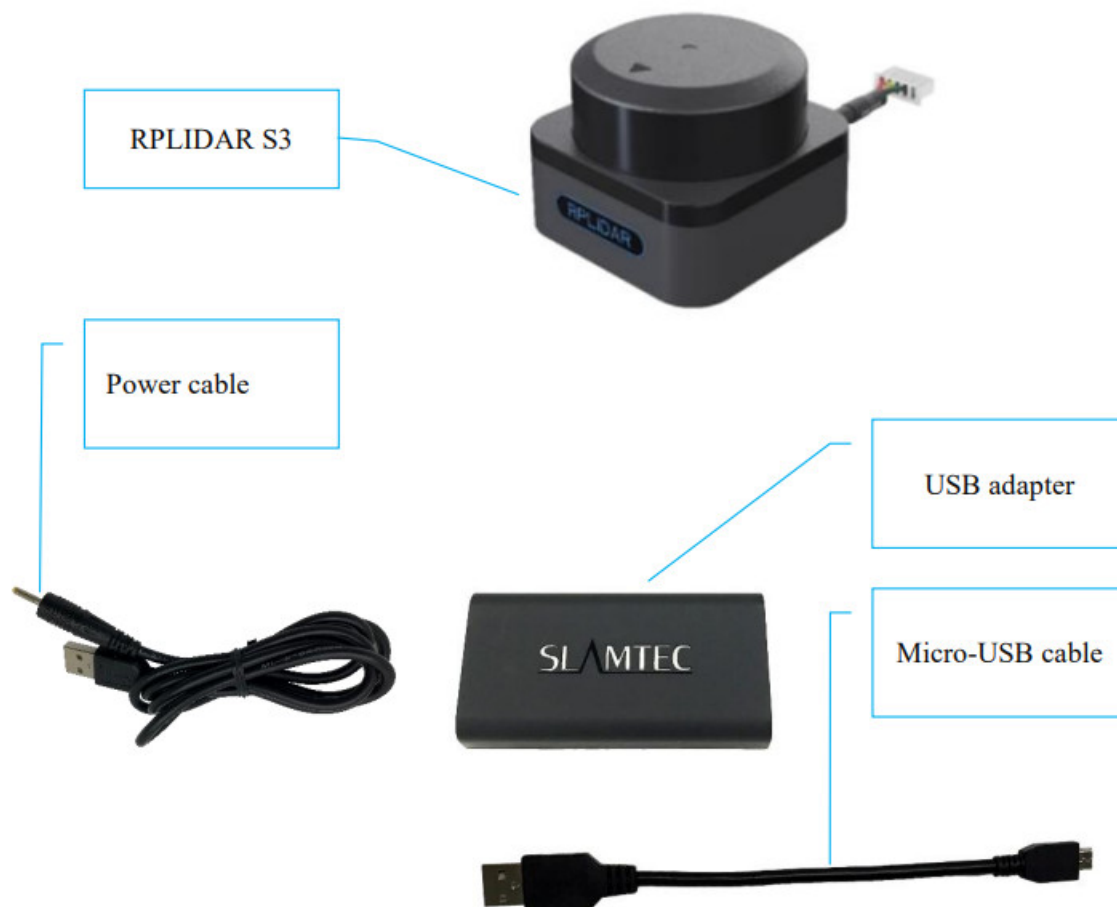 RPLIDAR S3
RPLIDAR
Power cable
USB adapter
SLAMTEC
Micro-USB cable